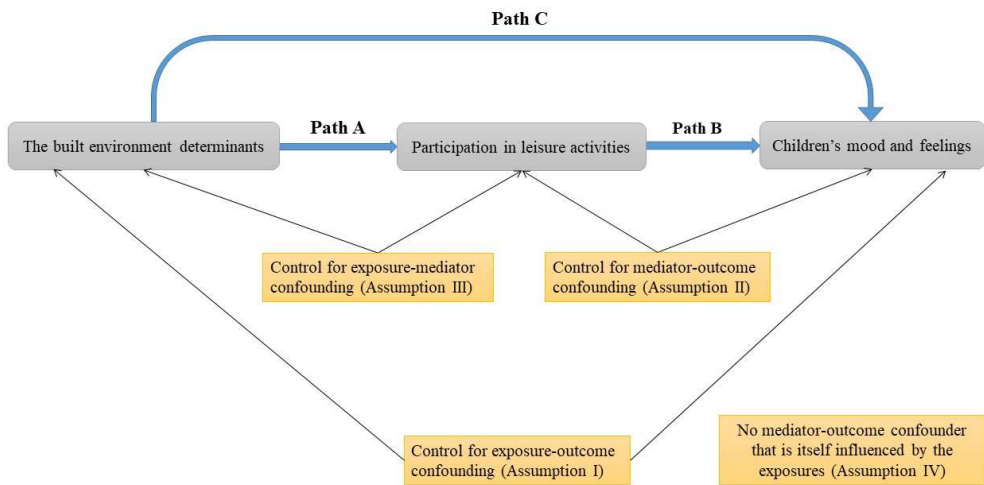 Path C
Path A
Path B
The built environment determinants
Participation in leisure activities
Children's mood and feelings
Control for exposure-mediator
confounding (Assumption III)
Control for mediator-outcome
confounding (Assumption II)
Control for exposure-outcome
confounding (Assumption I)
No mediator-outcome confounder
that is itself influenced by the
exposures (Assumption IV)